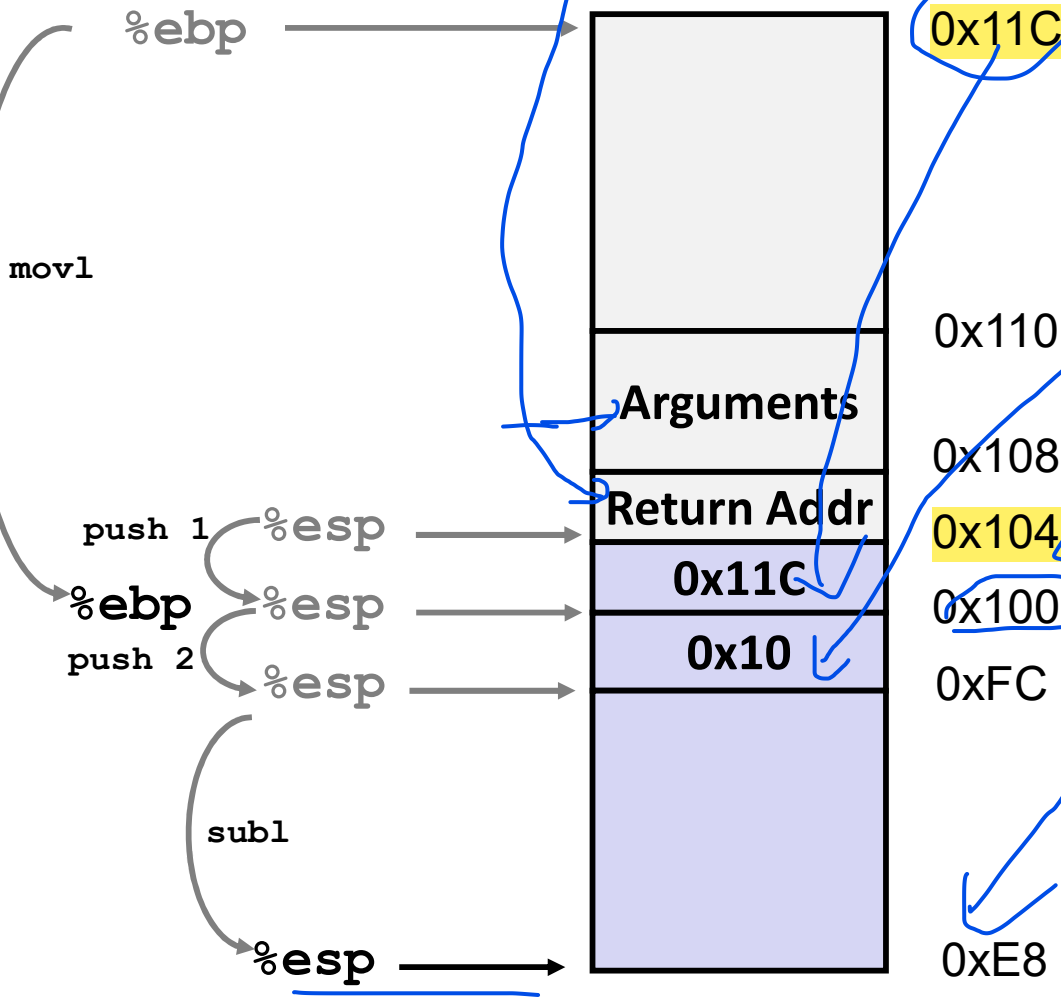 %ebp 0x11C
movl
0x110
Arguments
0x108
Return Addr
push 1 %esp 0x104
0x11C
%ebp %esp 0x100
0x10
push 2
%esp 0xFC
subl
%esp 0xE8